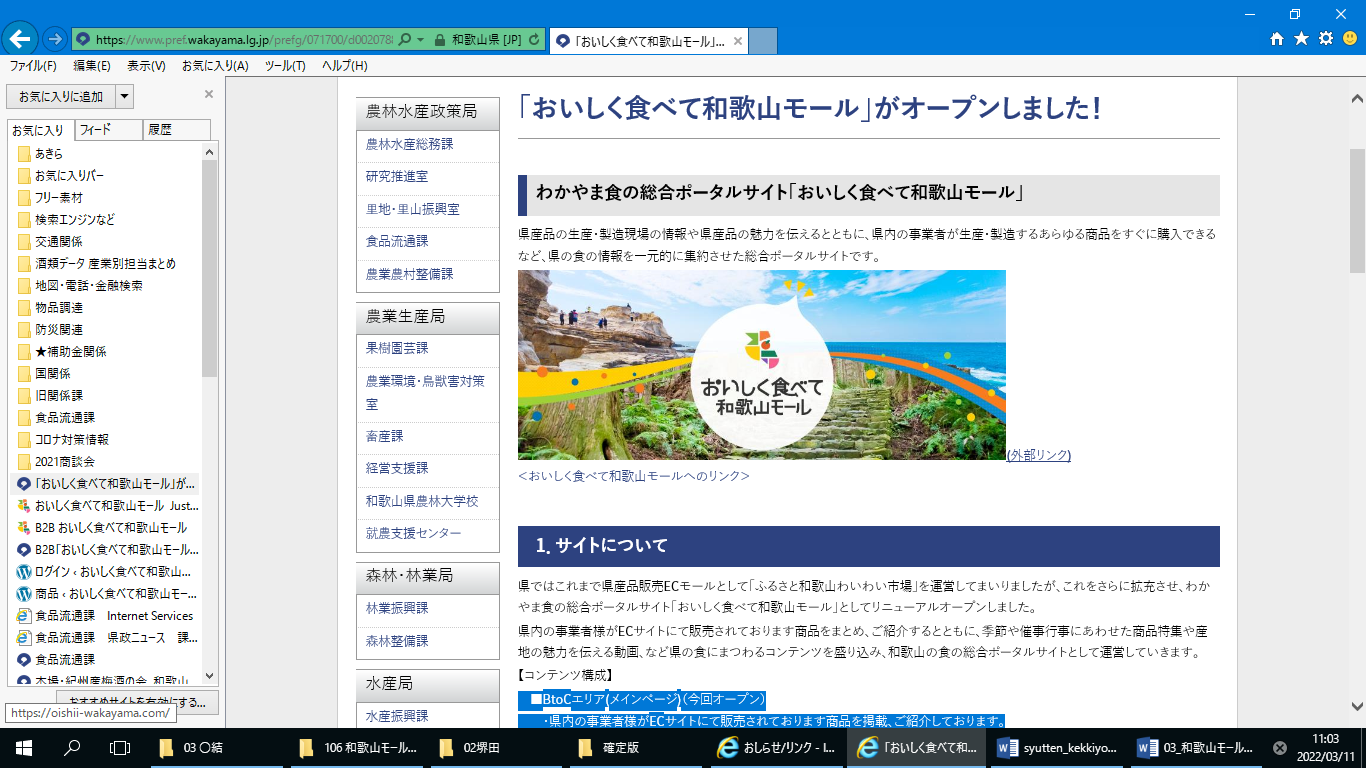 https://www.pref.wakayama.lg.jp/prefg/071700/d002078
和歌山県 [JP]
「おいしく食べて和歌山モール」...
ファイル(F) 編集(E) 表示(V) お気に入り(A) ツール(T) ヘルプ(H)
お気に入りに追加
お気に入り フィード 履歴
あきら
お気に入りバー
フリー素材
検索エンジンなど
交通関係
酒類データ 産業別担当まとめ
地図・電話・金融検索
物品調達
防災関連
★補助金関係
国関係
旧関係課
食品流通課
コロナ対策情報
2021商談会
「おいしく食べて和歌山モール」が...
おいしく食べて和歌山モール Just...
B2B おいしく食べて和歌山モール
B2B「おいしく食べて和歌山モール...
ログイン ‹ おいしく食べて和歌山...
商品 ‹ おいしく食べて和歌山モー...
食品流通課 Internet Services
食品流通課 県政ニュース 課...
食品流通課
本場・紀州産梅酒の会 和歌山
おすすめサイトを有効にする...
https://oishii-wakayama.com/
農林水産政策局
農林水産総務課
研究推進室
里地・里山振興室
食品流通課
農業農村整備課
農業生産局
果樹園芸課
農業環境・鳥獣害対策
室
畜産課
経営支援課
和歌山県農林大学校
就農支援センター
森林・林業局
林業振興課
森林整備課
水産局
水産振興課
「おいしく食べて和歌山モール」がオープンしました！
わかやま食の総合ポータルサイト「おいしく食べて和歌山モール」
県産品の生産・製造現場の情報や県産品の魅力を伝えるとともに、県内の事業者が生産・製造するあらゆる商品をすぐに購入できる
など、県の食の情報を一元的に集約させた総合ポータルサイトです。
おいしく食べて
和歌山モール
(外部リンク)
＜おいしく食べて和歌山モールへのリンク＞
1．サイトについて
県ではこれまで県産品販売ECモールとして「ふるさと和歌山わいわい市場」を運営してまいりましたが、これをさらに拡充させ、わか
やま食の総合ポータルサイト「おいしく食べて和歌山モール」としてリニューアルオープンしました。
県内の事業者様がECサイトにて販売されております商品をまとめ、ご紹介するとともに、季節や催事行事にあわせた商品特集や産
地の魅力を伝える動画、など県の食にまつわるコンテンツを盛り込み、和歌山の食の総合ポータルサイトとして運営していきます。
【コンテンツ構成】
■BtoCエリア(メインページ)（今回オープン）
・県内の事業者様がECサイトにて販売されております商品を掲載、ご紹介しております。
03 〇結
106 和歌山モール...
02堺田
確定版
おしらせ/リンク - I...
「おいしく食べて和...
syutten_kekkiyo...
03_和歌山モール...
11:03
2022/03/11